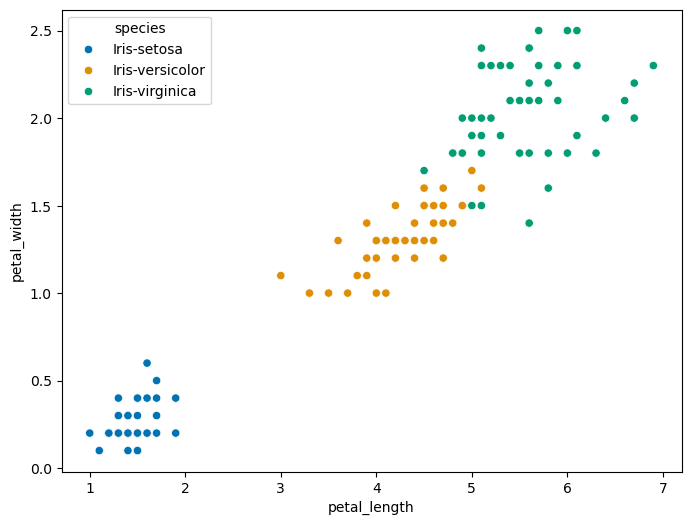 species
Iris-setosa
Iris-versicolor
Iris-virginica
2.5
2.0
1.5
1.0
0.5
0.0
petal_width
1 2 3 4 5 6 7
petal_length